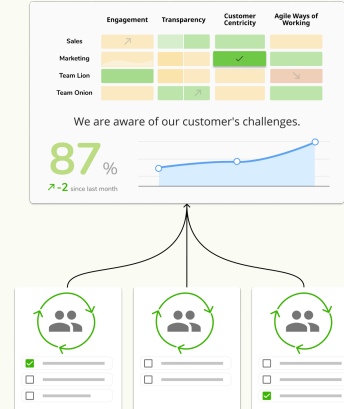 Engagement Transparency Customer Centricity Agile Ways of Working
Sales
Marketing
Team Lion
Team Onion
We are aware of our customer's challenges.
87%
-2 since last month